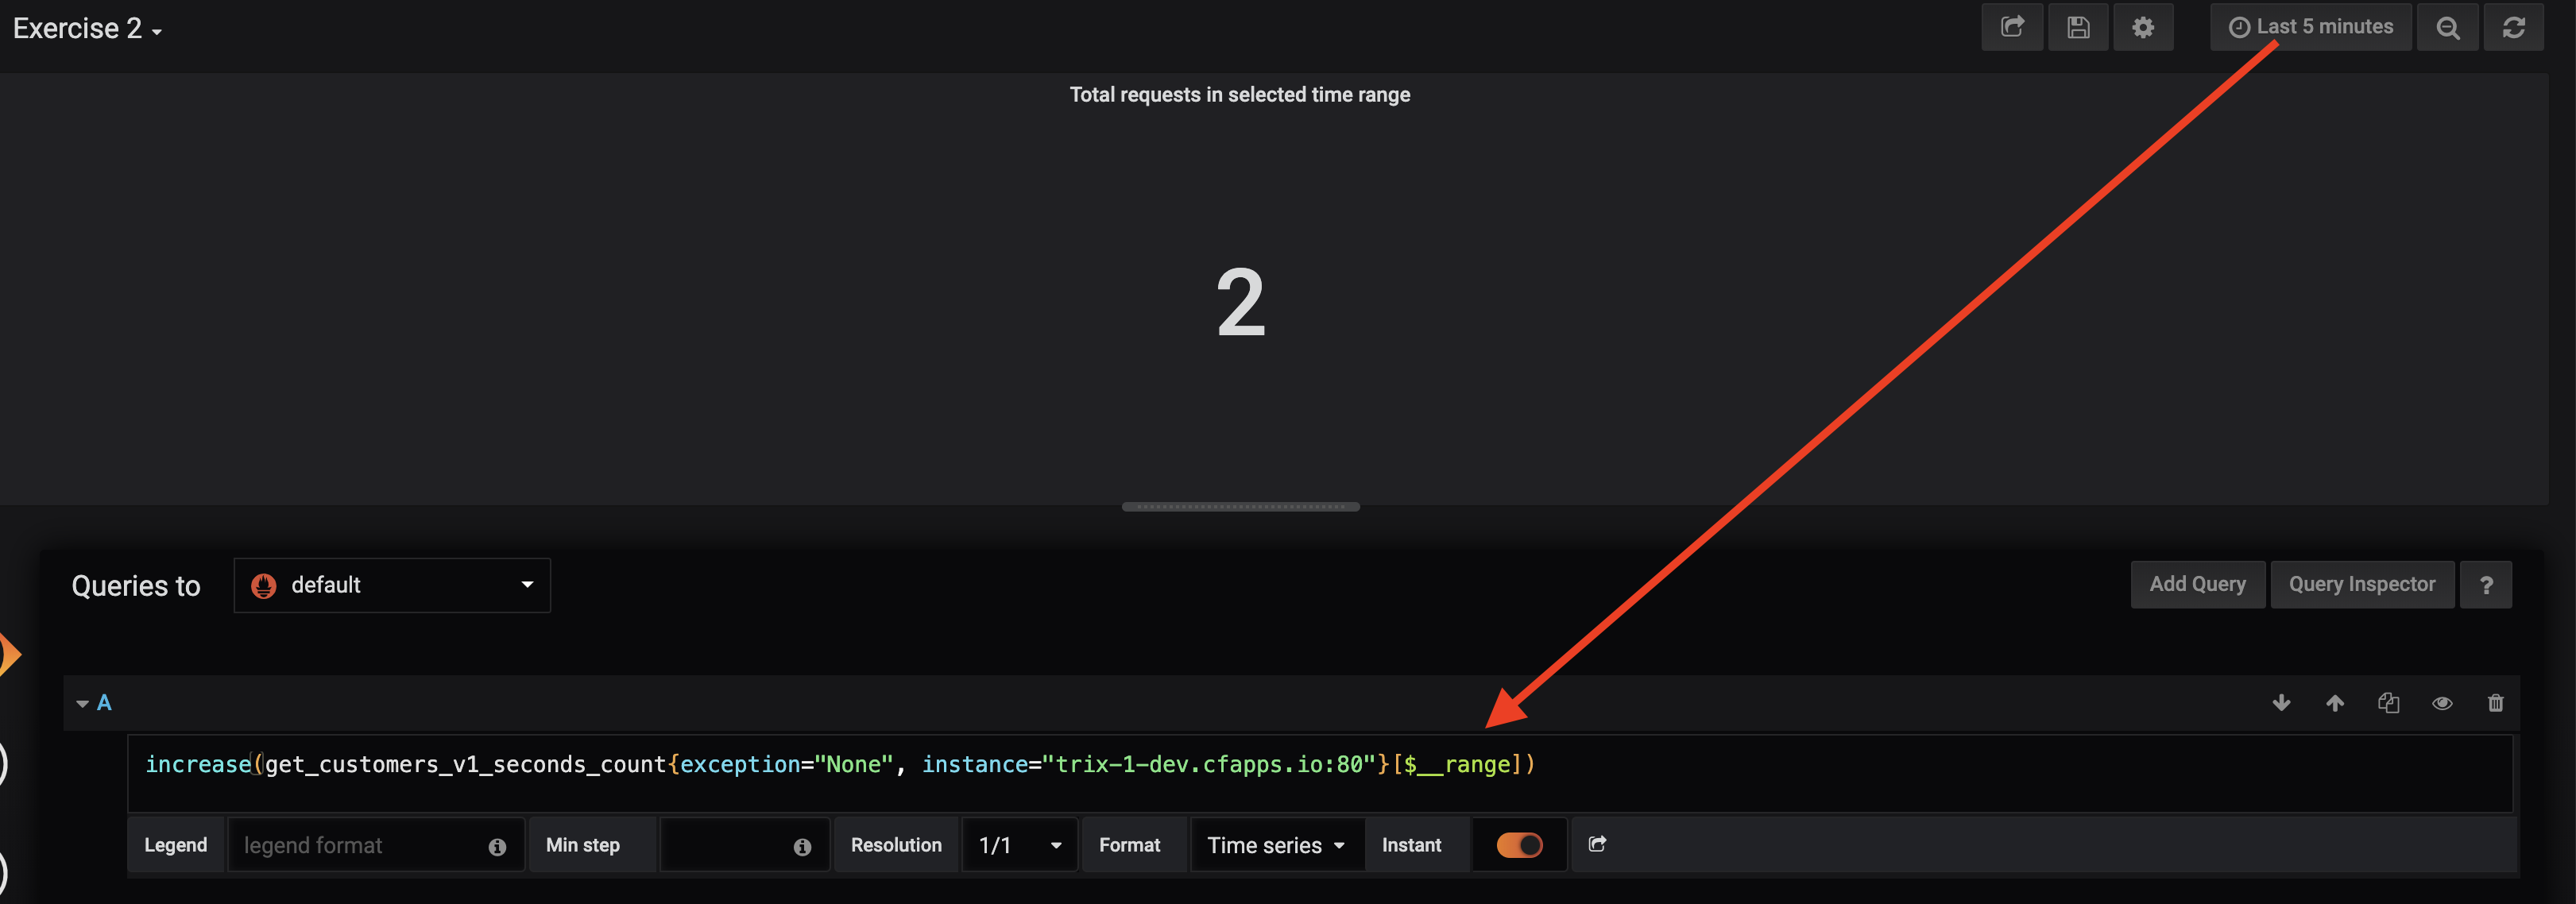 Exercise 2
Last 5 minutes
Total requests in selected time range
2
Queries to default
Add Query Query Inspector ?
A
increase(get_customers_v1_seconds_count{exception="None", instance="trix-1-dev.cfapps.io:80"}[$__range])
Legend legend format Min step Resolution 1/1 Format Time series Instant